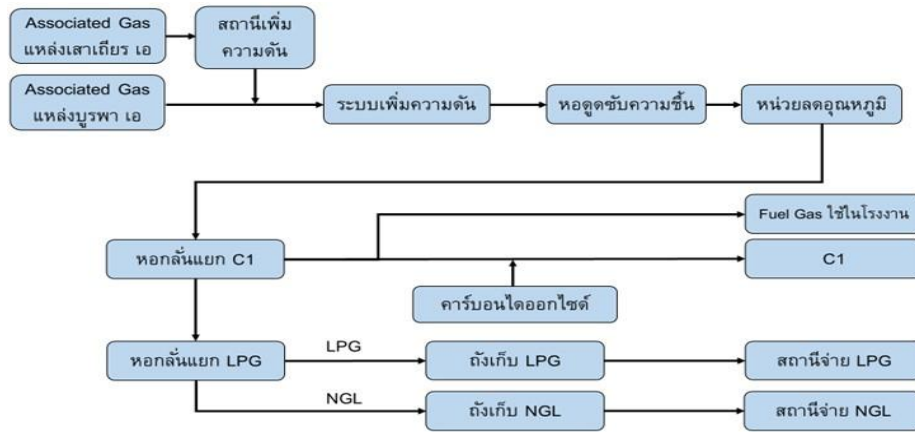 Associated Gas
แหล่งเสาเถียร เอ
สถานีเพิ่ม
ความดัน
Associated Gas
แหล่งบูรพา เอ
ระบบเพิ่มความดัน
หอดูดซับความชื้น
หน่วยลดอุณหภูมิ
Fuel Gas ใช้ในโรงงาน
หอกลั่นแยก C1
C1
คาร์บอนไดออกไซด์
หอกลั่นแยก LPG
LPG
ถังเก็บ LPG
สถานีจ่าย LPG
NGL
ถังเก็บ NGL
สถานีจ่าย NGL